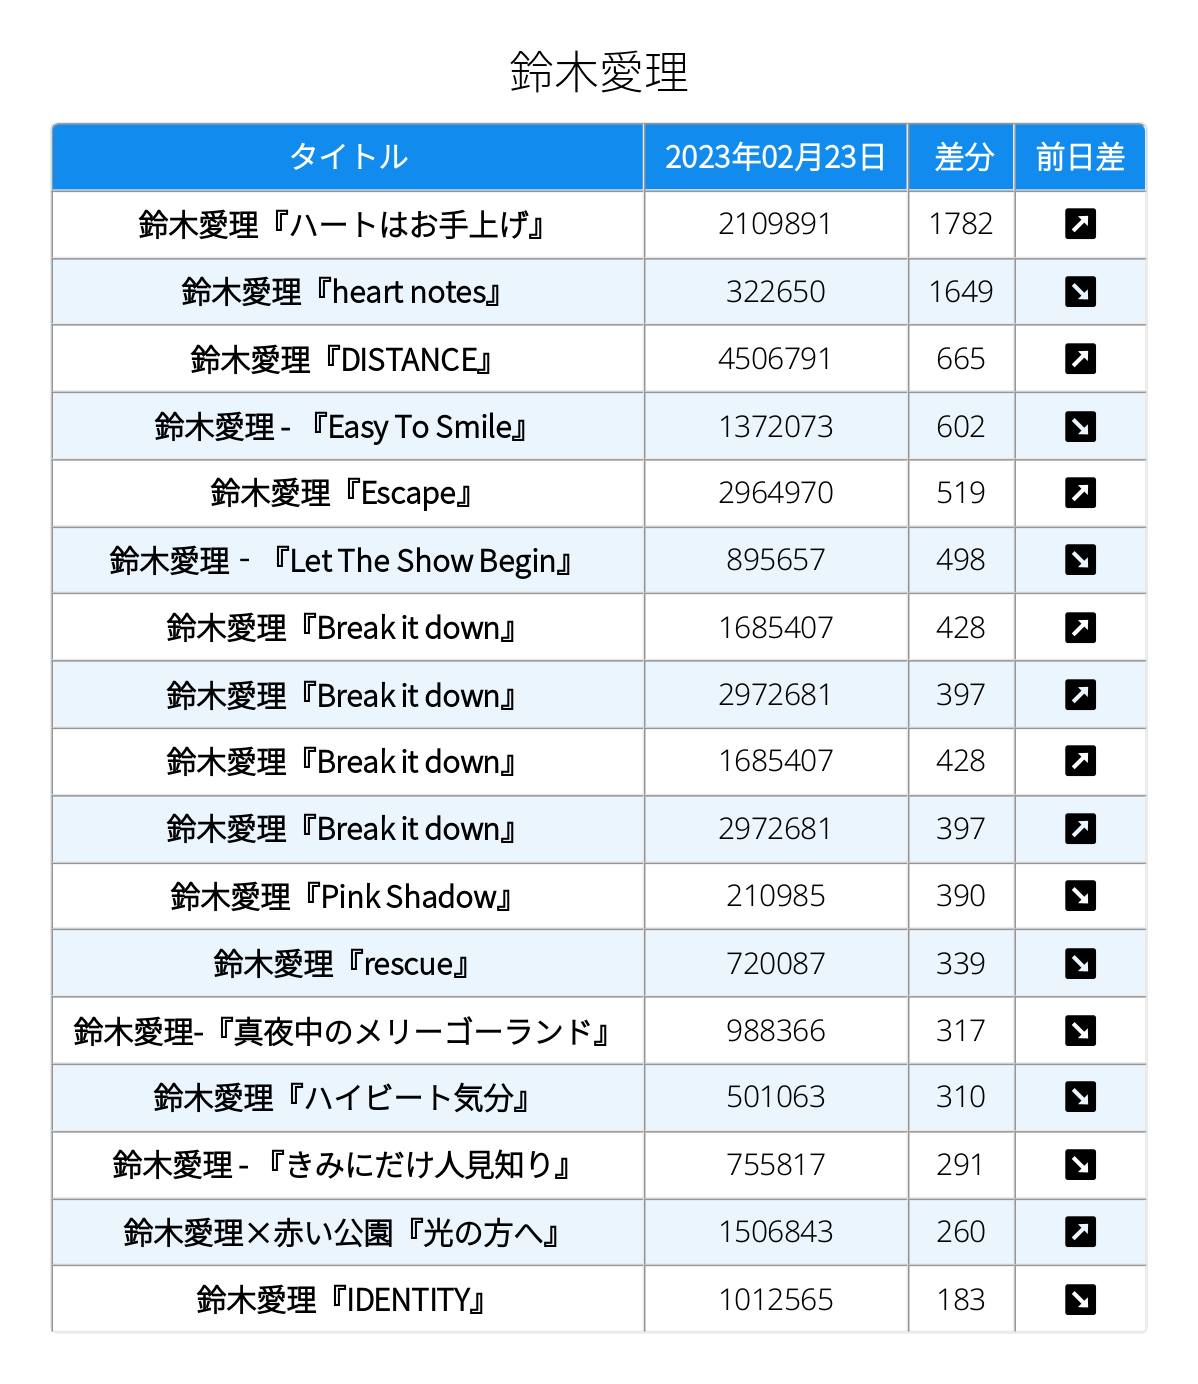 鈴木愛理
タイトル 2023年02月23日 差分 前日差
鈴木愛理『ハートはお手上げ』 2109891 1782
鈴木愛理『heart notes』 322650 1649
鈴木愛理『DISTANCE』 4506791 665
鈴木愛理 - 『Easy To Smile』 1372073 602
鈴木愛理『Escape』 2964970 519
鈴木愛理 - 『Let The Show Begin』 895657 498
鈴木愛理『Break it down』 1685407 428
鈴木愛理『Break it down』 2972681 397
鈴木愛理『Break it down』 1685407 428
鈴木愛理『Break it down』 2972681 397
鈴木愛理『Pink Shadow』 210985 390
鈴木愛理『rescue』 720087 339
鈴木愛理-『真夜中のメリーゴーランド』 988366 317
鈴木愛理『ハイビート気分』 501063 310
鈴木愛理 - 『きみにだけ人見知り』 755817 291
鈴木愛理×赤い公園『光の方へ』 1506843 260
鈴木愛理『IDENTITY』 1012565 183